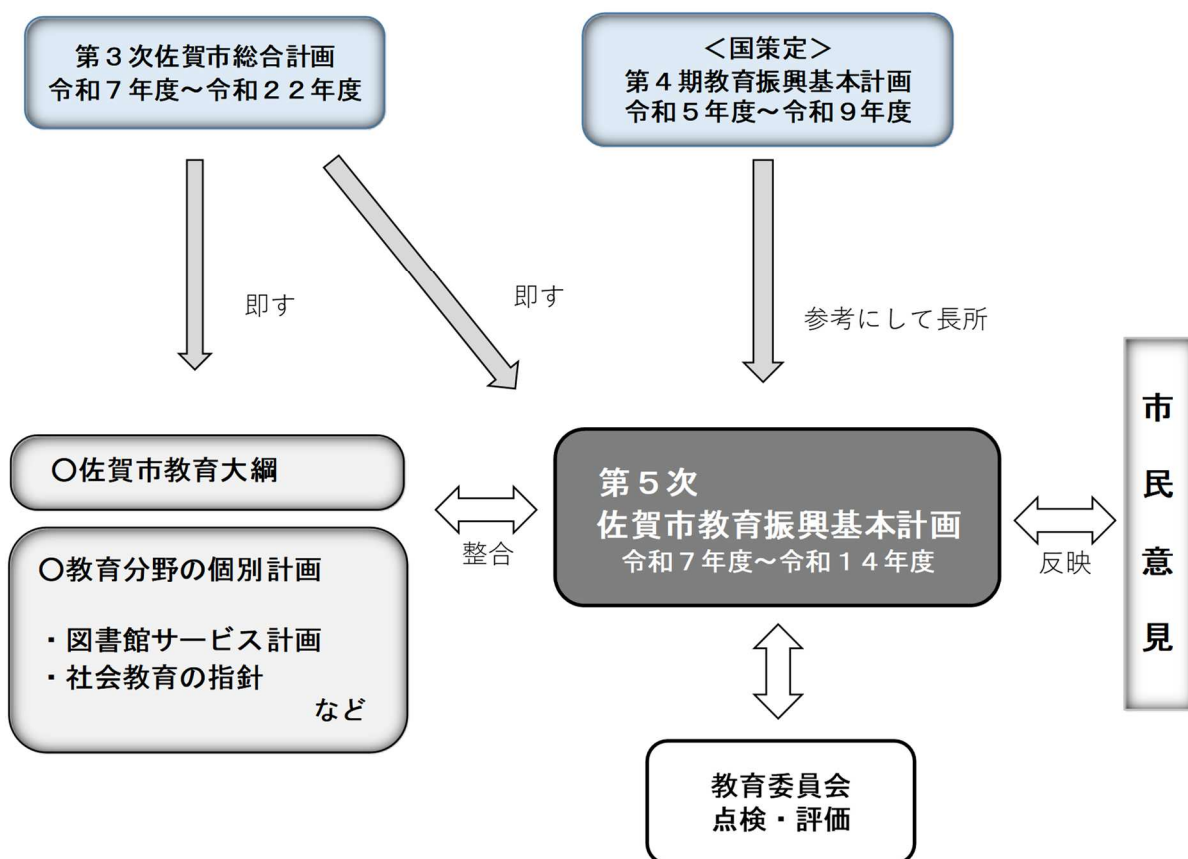 第３次佐賀市総合計画
令和７年度～令和２２年度
＜国策定＞
第４期教育振興基本計画
令和５年度～令和９年度
即す
即す
参考にして長所
〇佐賀市教育大綱
〇教育分野の個別計画
・図書館サービス計画
・社会教育の指針
など
整合
第５次
佐賀市教育振興基本計画
令和７年度～令和１４年度
反映
市民意見
教育委員会
点検・評価